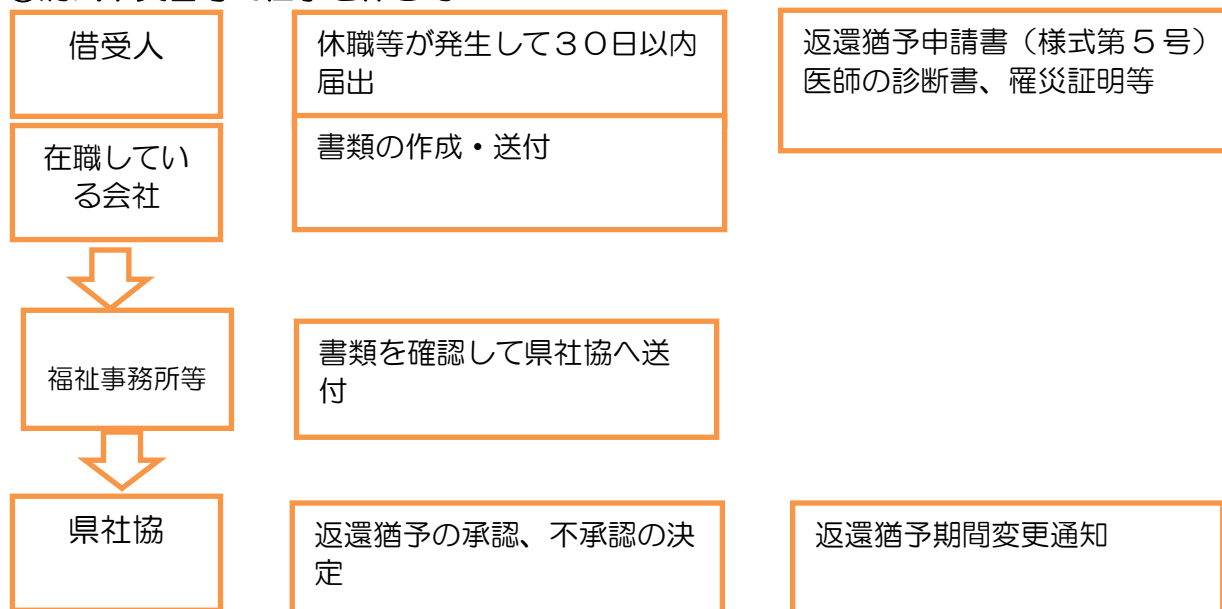 借受人
休職等が発生して３０日以内
届出
返還猶予申請書（様式第５号）
医師の診断書、罹災証明等
在職してい
る会社
書類の作成・送付
福祉事務所等
書類を確認して県社協へ送
付
県社協
返還猶予の承認、不承認の決
定
返還猶予期間変更通知